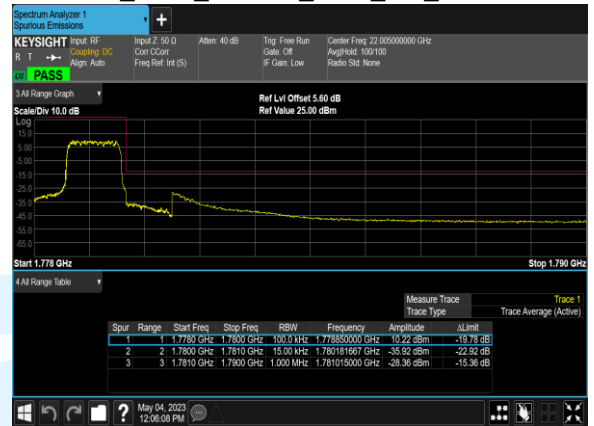 Spectrum Analyzer 1
Spurious Emissions
+
KEYSIGHT Input: RF Input Z: 50 Ω Atten: 40 dB Trig: Free Run Center Freq: 22.005000000 GHz
R T Coupling: DC Corr CCorr Gate: Off Avg|Hold: 100/100
Align: Auto Freq Ref: Int (S) IF Gain: Low Radio Std: None
PASS
3 All Range Graph
Ref Lvl Offset 5.60 dB
Scale/Div 10.0 dB Ref Value 25.00 dBm
Log
15.0
5.00
-5.00
-15.0
-25.0
-35.0
-45.0
-55.0
-65.0
Start 1.778 GHz Stop 1.790 GHz
4 All Range Table
Measure Trace Trace 1
Trace Type Trace Average (Active)
Spur Range Start Freq Stop Freq RBW Frequency Amplitude ΔLimit
1 1 1.7780 GHz 1.7800 GHz 100.0 kHz 1.778850000 GHz 10.22 dBm -19.78 dB
2 2 1.7800 GHz 1.7810 GHz 15.00 kHz 1.780181667 GHz -35.92 dBm -22.92 dB
3 3 1.7810 GHz 1.7900 GHz 1.000 MHz 1.781015000 GHz -28.36 dBm -15.36 dB
? May 04, 2023
12:06:08 PM